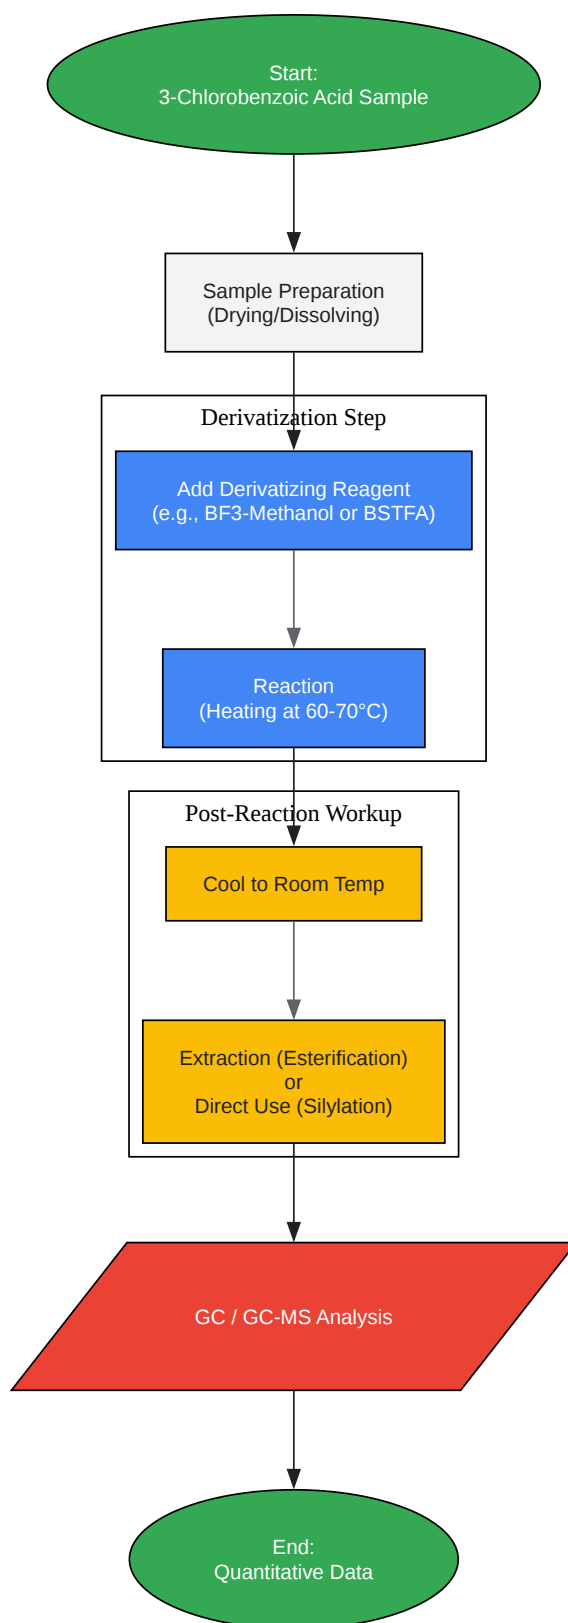 Start:
3-Chlorobenzoic Acid Sample
Sample Preparation
(Drying/Dissolving)
Derivatization Step
Add Derivatizing Reagent
(e.g., BF3-Methanol or BSTFA)
Reaction
(Heating at 60-70°C)
Post-Reaction Workup
Cool to Room Temp
Extraction (Esterification)
or
Direct Use (Silylation)
GC / GC-MS Analysis
End:
Quantitative Data